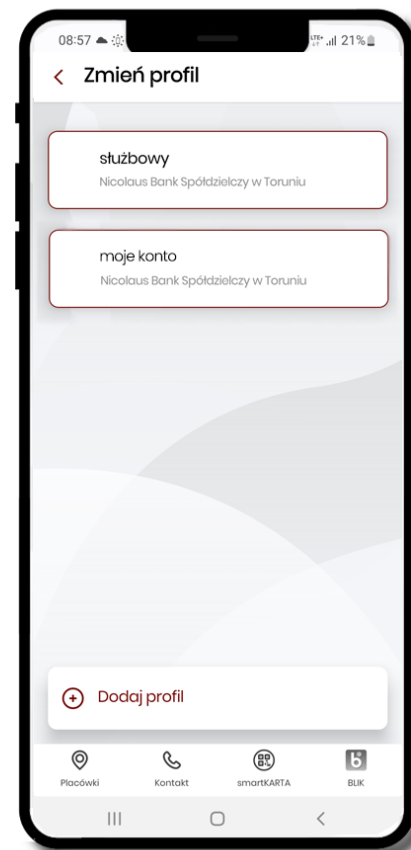 08:57 LTE+ 21%
Zmień profil
służbowy
Nicolaus Bank Spółdzielczy w Toruniu
moje konto
Nicolaus Bank Spółdzielczy w Toruniu
Dodaj profil
Placówki Kontakt smartKARTA BLIK